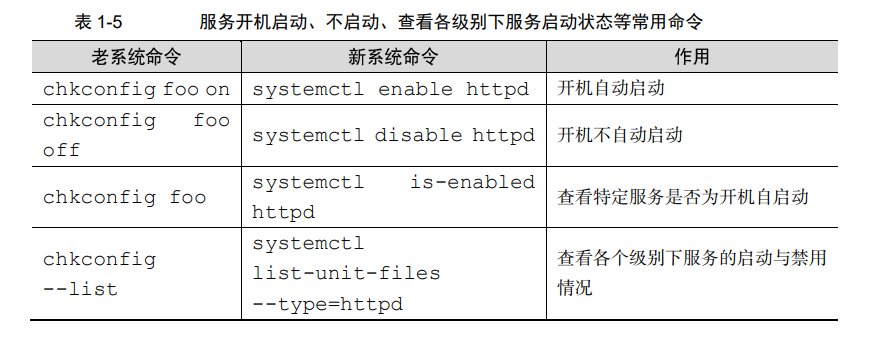 表 1-5 服务开机启动、不启动、查看各级别下服务启动状态等常用命令
老系统命令 新系统命令 作用
chkconfig foo on systemctl enable httpd 开机自动启动
chkconfig foo
off
systemctl disable httpd 开机不自动启动
chkconfig foo
systemctl is-enabled
httpd
查看特定服务是否为开机自启动
chkconfig
--list
systemctl
list-unit-files
--type=httpd
查看各个级别下服务的启动与禁用
情况